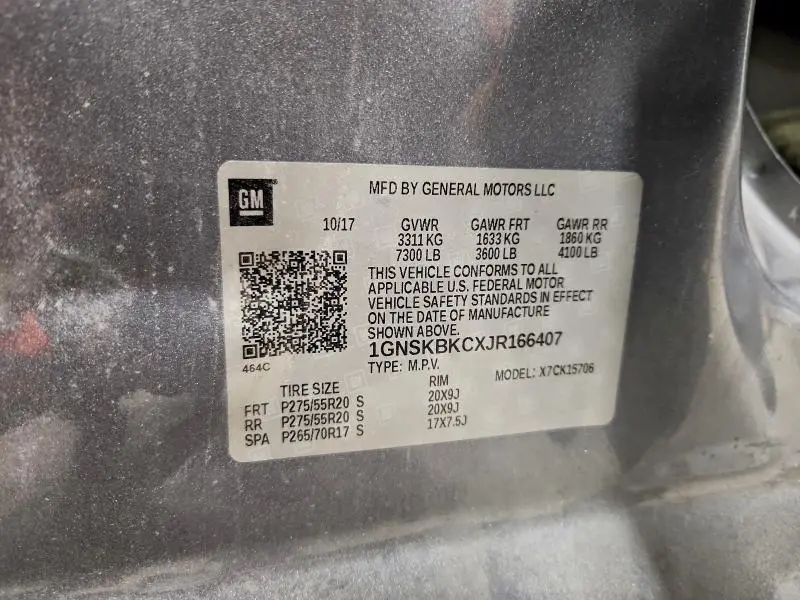 GM
MFD BY GENERAL MOTORS LLC
10/17 GVWR GAWR FRT GAWR RR
3311 KG 1633 KG 1860 KG
7300 LB 3600 LB 4100 LB
THIS VEHICLE CONFORMS TO ALL
APPLICABLE U.S. FEDERAL MOTOR
VEHICLE SAFETY STANDARDS IN EFFECT
ON THE DATE OF MANUFACTURE
SHOWN ABOVE.
1GNSKBKCXJR166407
464C
TYPE: M.P.V. MODEL: X7CK15706
TIRE SIZE RIM
FRT P275/55R20 S 20X9J
RR P275/55R20 S 20X9J
SPA P265/70R17 S 17X7.5J